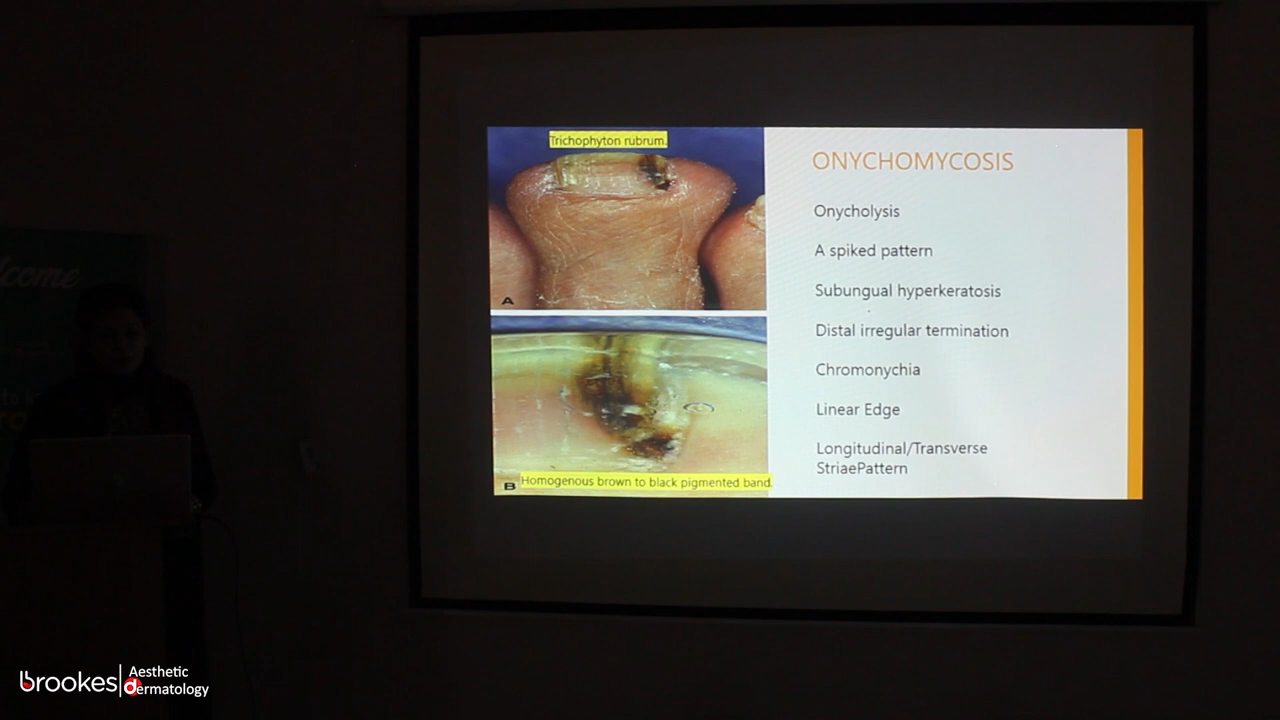 Trichophyton rubrum.
A
B
Homogenous brown to black pigmented band.
ONYCHOMYCOSIS
Onycholysis
A spiked pattern
Subungual hyperkeratosis
Distal irregular termination
Chromonychia
Linear Edge
Longitudinal/Transverse
StriaePattern
brookes
Aesthetic
dermatology